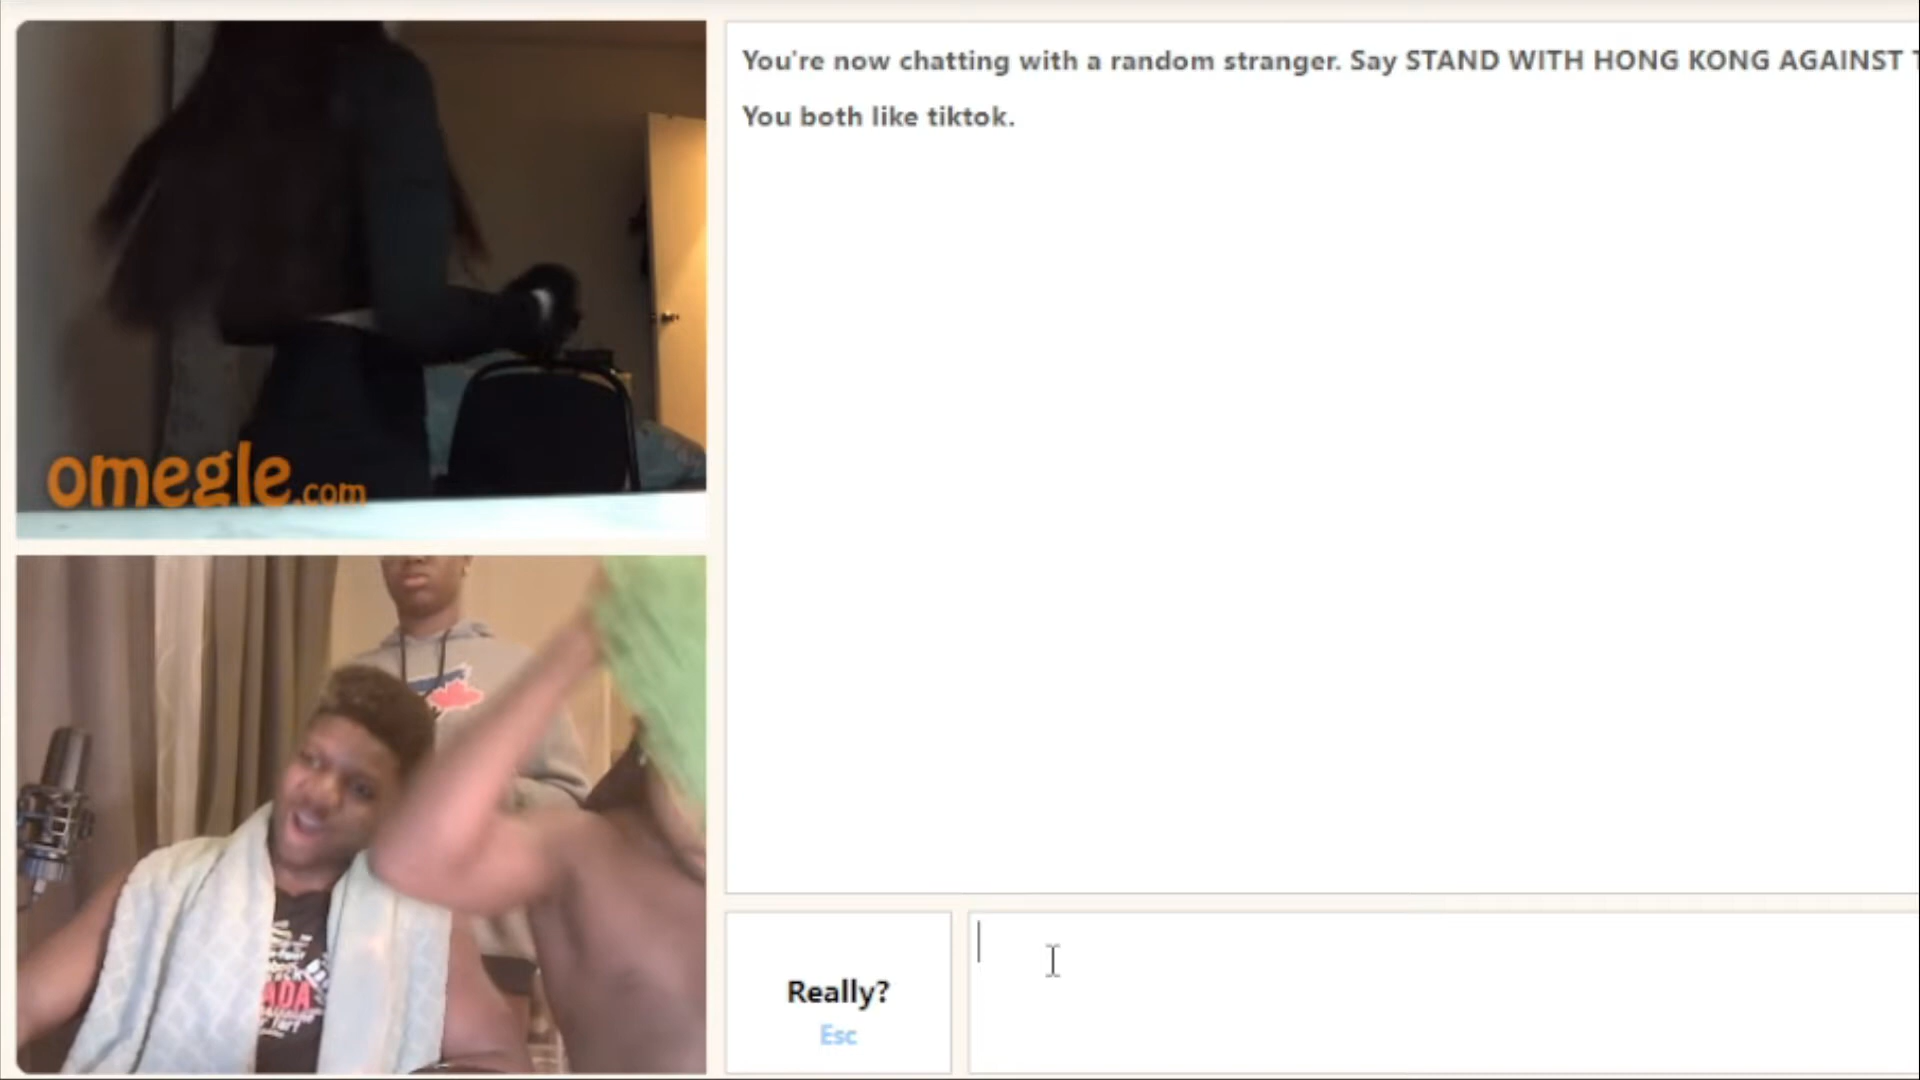 You're now chatting with a random stranger. Say STAND WITH HONG KONG AGAINST
You both like tiktok.
omegle.com
ADA
Really?
Esc